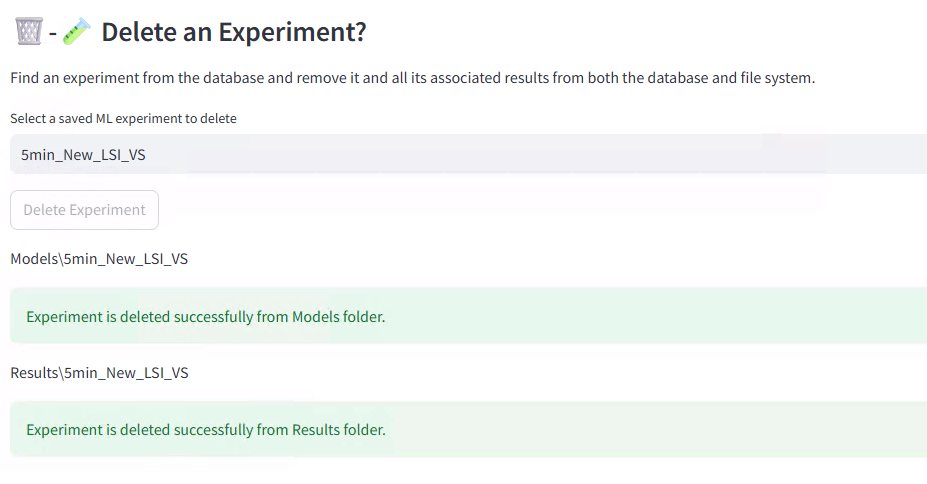 - Delete an Experiment?
Find an experiment from the database and remove it and all its associated results from both the database and file system.
Select a saved ML experiment to delete
5min_New_LSI_VS
Delete Experiment
Models\5min_New_LSI_VS
Experiment is deleted successfully from Models folder.
Results\5min_New_LSI_VS
Experiment is deleted successfully from Results folder.